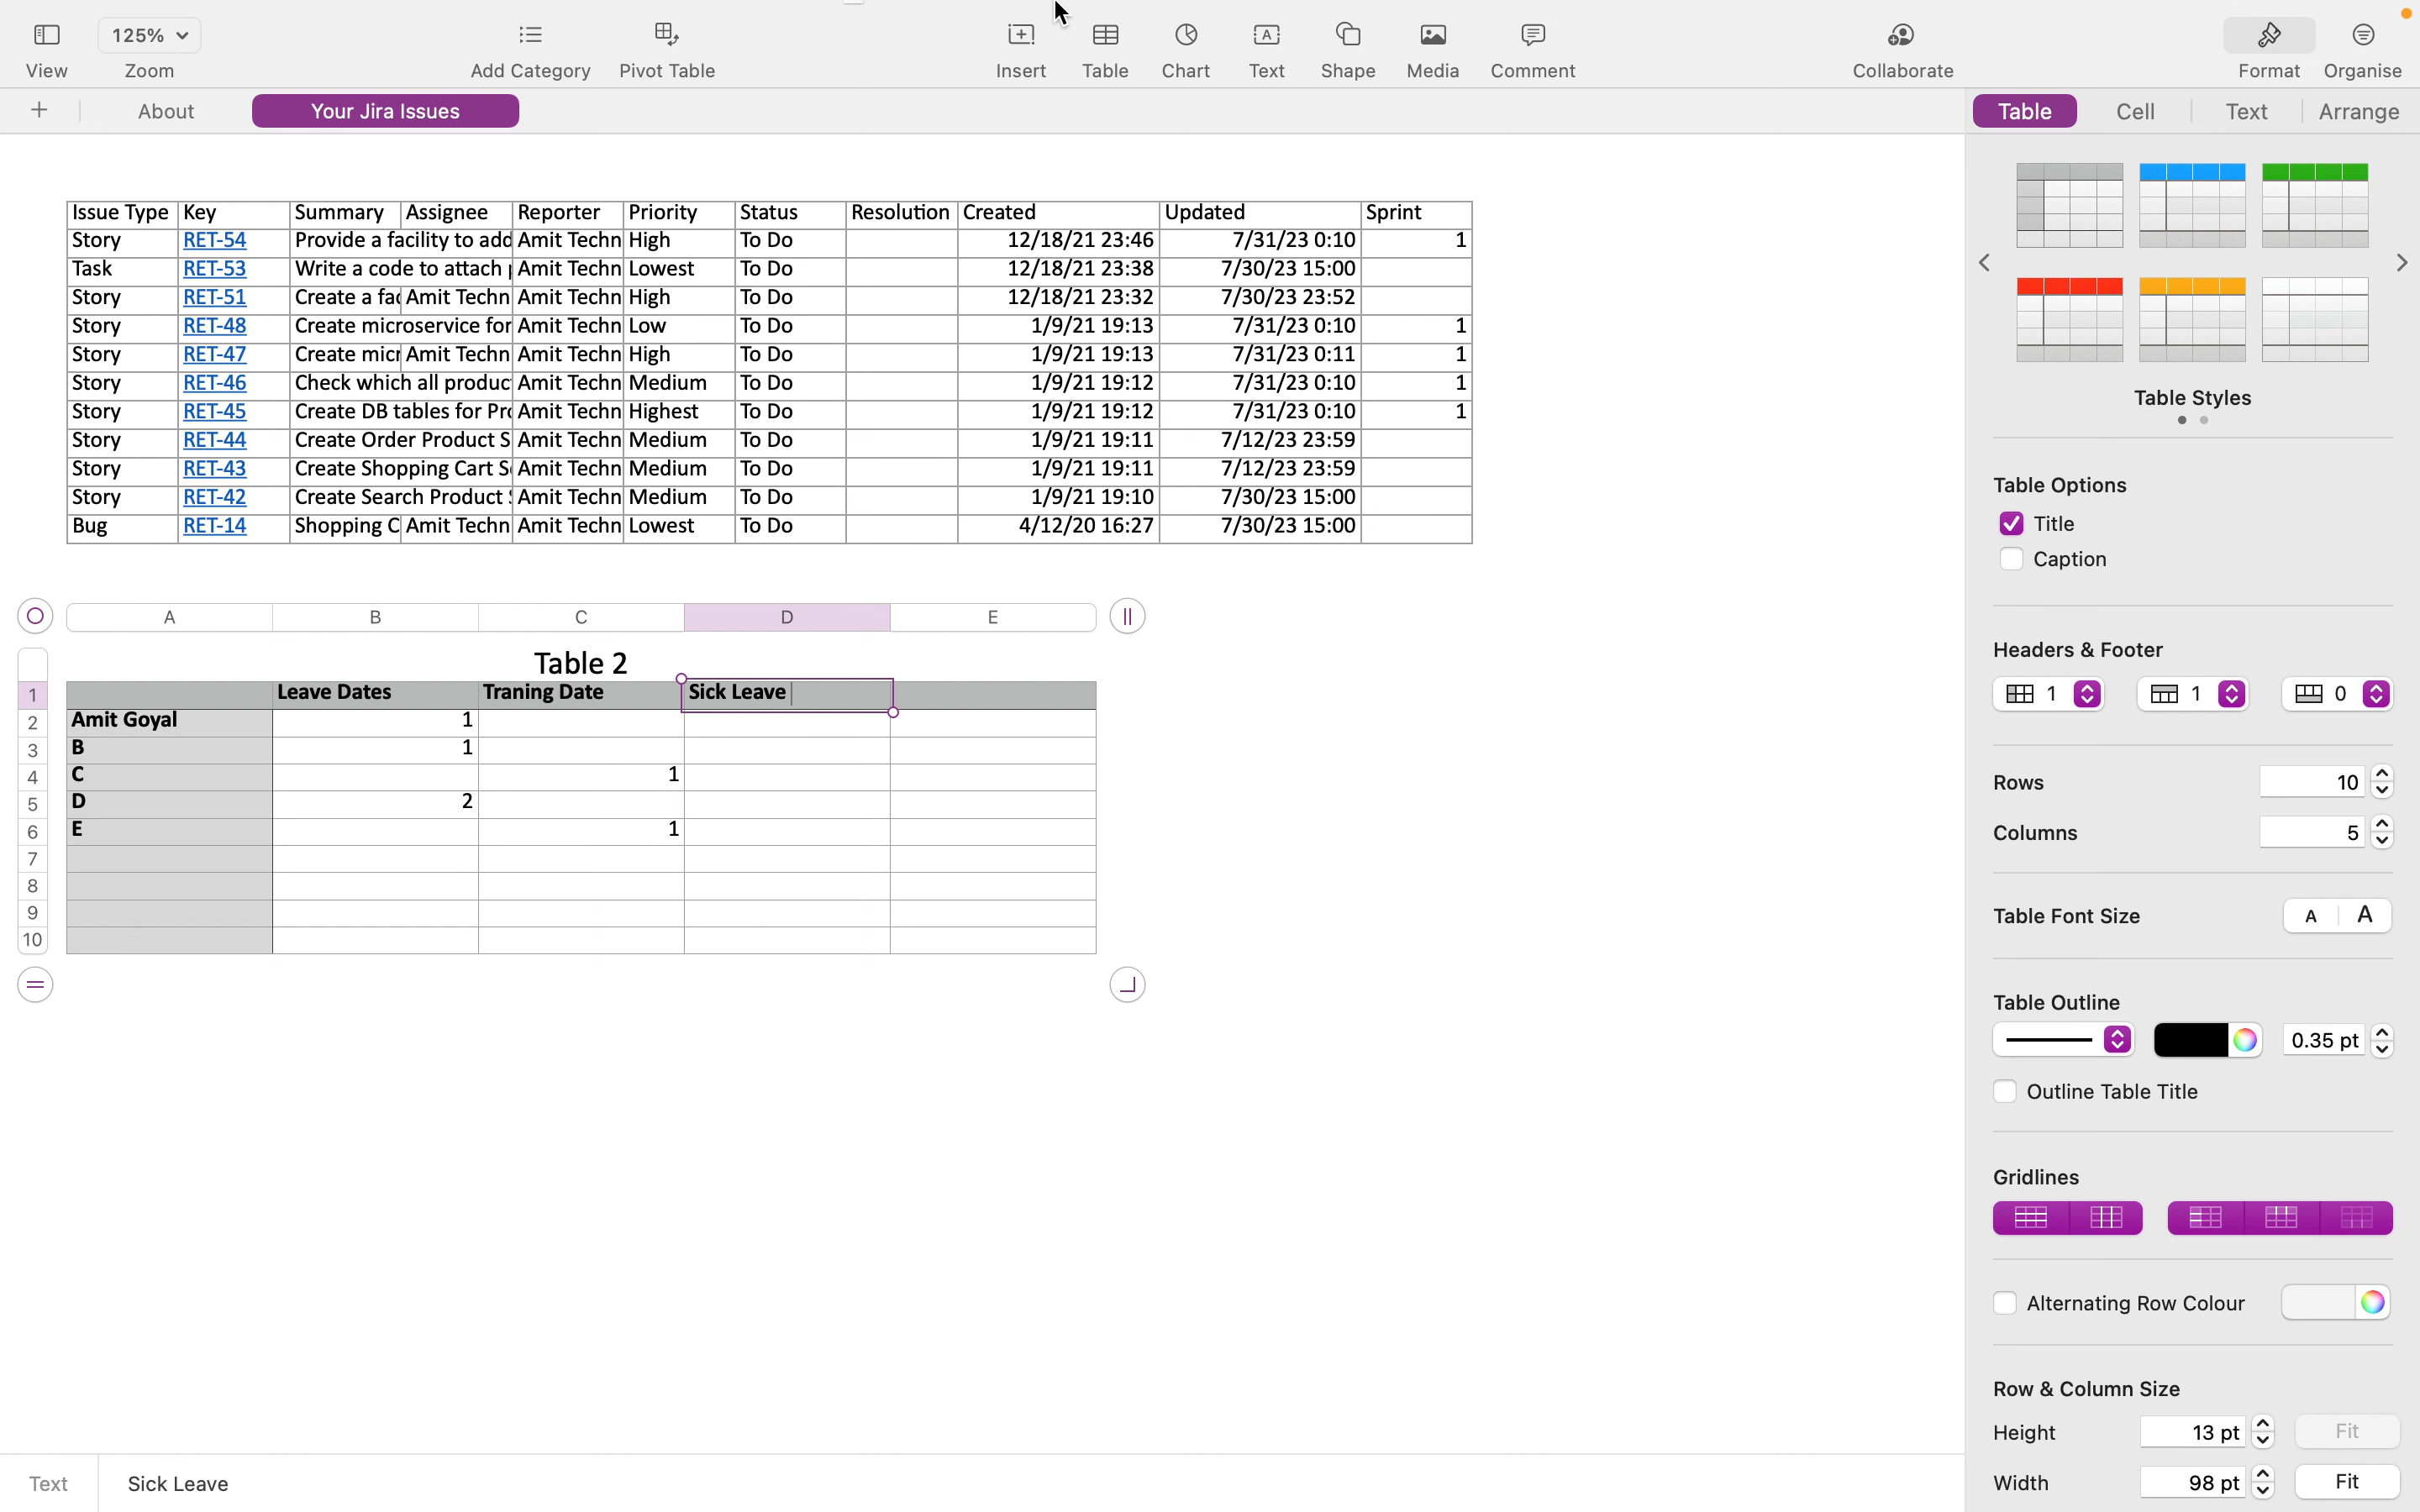 125%
View Zoom Add Category Pivot Table Insert Table Chart Text Shape Media Comment Collaborate Format Organise
+ About Your Jira Issues Table Cell Text Arrange
Issue Type Key Summary Assignee Reporter Priority Status Resolution Created Updated Sprint
Story RET-54 Provide a facility to add Amit Techn High To Do 12/18/21 23:46 7/31/23 0:10 1
Task RET-53 Write a code to attach Amit Techn Lowest To Do 12/18/21 23:38 7/30/23 15:00
Story RET-51 Create a fac Amit Techn Amit Techn High To Do 12/18/21 23:32 7/30/23 23:52
Story RET-48 Create microservice for Amit Techn Low To Do 1/9/21 19:13 7/31/23 0:10 1
Story RET-47 Create micr Amit Techn Amit Techn High To Do 1/9/21 19:13 7/31/23 0:11 1
Story RET-46 Check which all produc Amit Techn Medium To Do 1/9/21 19:12 7/31/23 0:10 1
Story RET-45 Create DB tables for Pro Amit Techn Highest To Do 1/9/21 19:12 7/31/23 0:10 1
Story RET-44 Create Order Product S Amit Techn Medium To Do 1/9/21 19:11 7/12/23 23:59
Story RET-43 Create Shopping Cart Se Amit Techn Medium To Do 1/9/21 19:11 7/12/23 23:59
Story RET-42 Create Search Product Amit Techn Medium To Do 1/9/21 19:10 7/30/23 15:00
Bug RET-14 Shopping C Amit Techn Amit Techn Lowest To Do 4/12/20 16:27 7/30/23 15:00
A B C D E
Table 2
1 Leave Dates Traning Date Sick Leave
2 Amit Goyal 1
3 B 1
4 C 1
5 D 2
6 E 1
7
8
9
10
Table Styles
Table Options
Title
Caption
Headers & Footer
1 1 0
Rows 10
Columns 5
Table Font Size A A
Table Outline
0.35 pt
Outline Table Title
Gridlines
Alternating Row Colour
Row & Column Size
Height 13 pt Fit
Width 98 pt Fit
Text Sick Leave